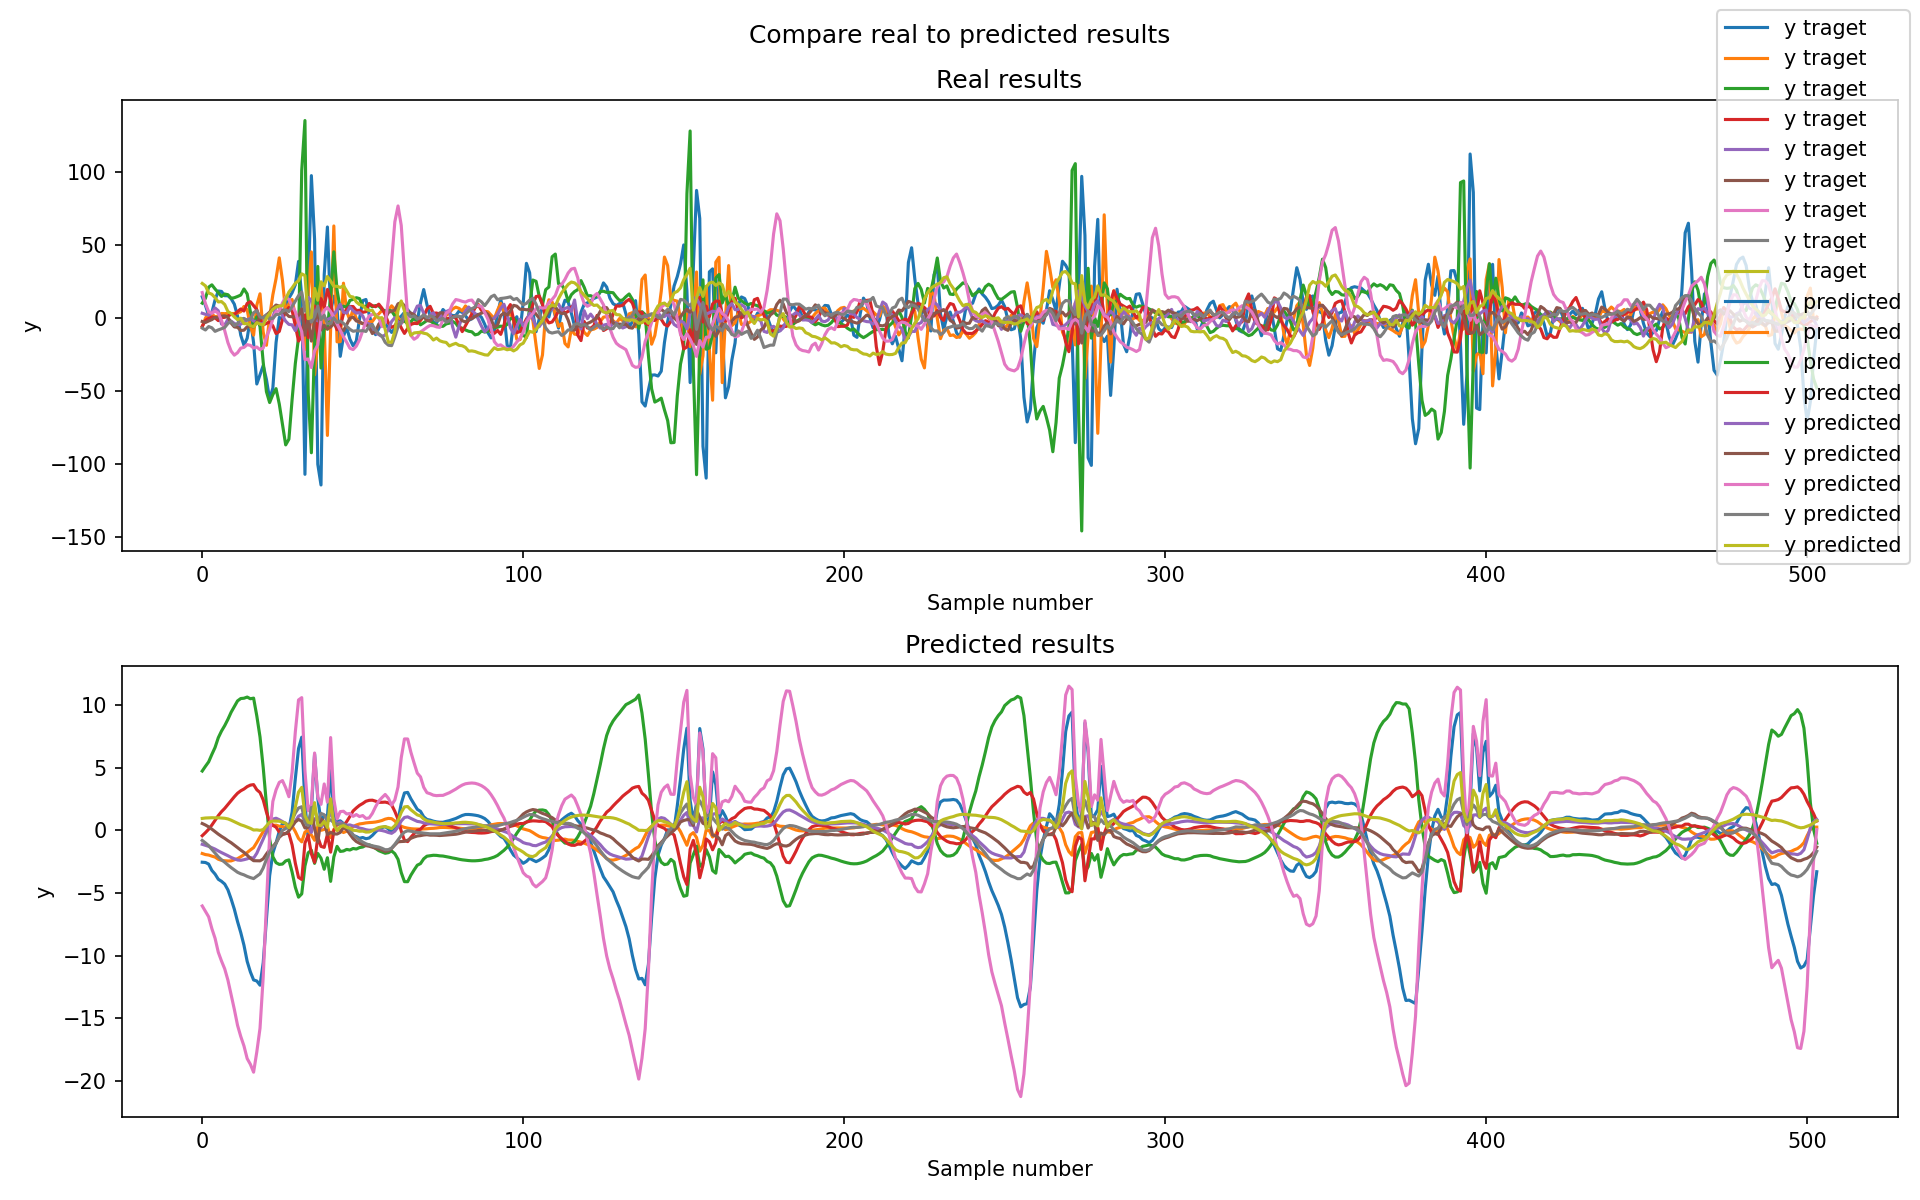 Compare real to predicted results
Real results
y traget
y traget
y traget
y traget
y traget
y traget
y traget
y traget
y traget
y predicted
y predicted
y predicted
y predicted
y predicted
y predicted
y predicted
y predicted
y predicted
y
100
50
0
−50
−100
−150
0 100 200 300 400 500
Sample number
Predicted results
y
10
5
0
−5
−10
−15
−20
0 100 200 300 400 500
Sample number